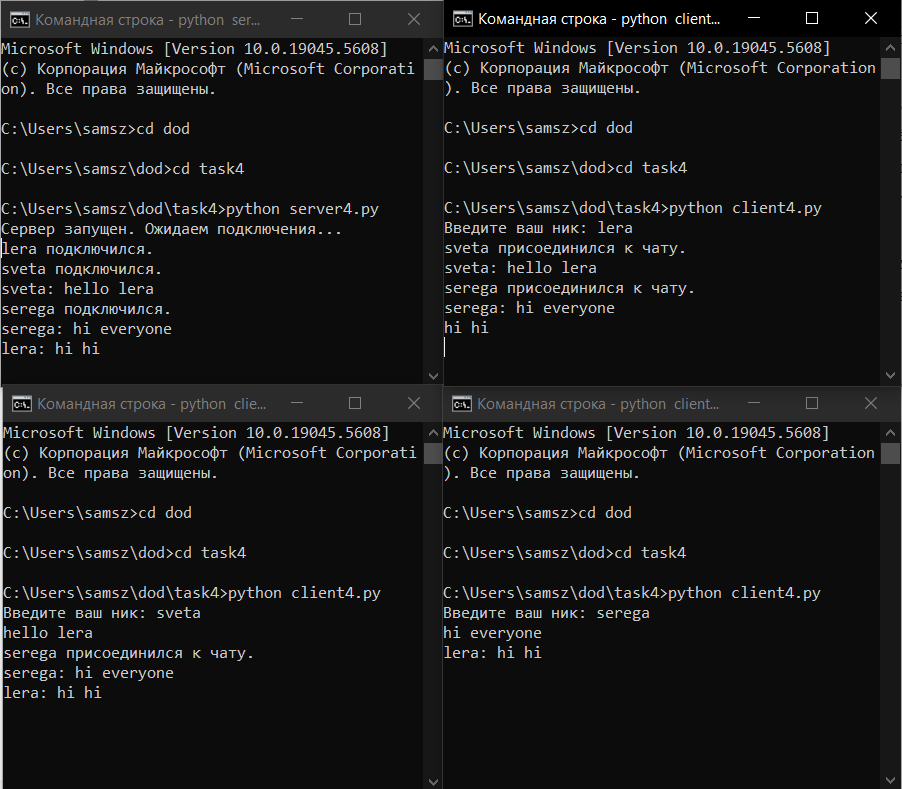 Командная строка - python ser...
Microsoft Windows [Version 10.0.19045.5608]
(c) Корпорация Майкрософт (Microsoft Corporati
on). Все права защищены.
C:\Users\samsz>cd dod
C:\Users\samsz\dod>cd task4
C:\Users\samsz\dod\task4>python server4.py
Сервер запущен. Ожидаем подключения...
lera подключился.
sveta подключился.
sveta: hello lera
serega подключился.
serega: hi everyone
lera: hi hi
Командная строка - python client...
Microsoft Windows [Version 10.0.19045.5608]
(c) Корпорация Майкрософт (Microsoft Corporation
). Все права защищены.
C:\Users\samsz>cd dod
C:\Users\samsz\dod>cd task4
C:\Users\samsz\dod\task4>python client4.py
Введите ваш ник: lera
sveta присоединился к чату.
sveta: hello lera
serega присоединился к чату.
serega: hi everyone
hi hi
Командная строка - python clie...
Microsoft Windows [Version 10.0.19045.5608]
(c) Корпорация Майкрософт (Microsoft Corporati
on). Все права защищены.
C:\Users\samsz>cd dod
C:\Users\samsz\dod>cd task4
C:\Users\samsz\dod\task4>python client4.py
Введите ваш ник: sveta
hello lera
serega присоединился к чату.
serega: hi everyone
lera: hi hi
Командная строка - python client...
Microsoft Windows [Version 10.0.19045.5608]
(c) Корпорация Майкрософт (Microsoft Corporation
). Все права защищены.
C:\Users\samsz>cd dod
C:\Users\samsz\dod>cd task4
C:\Users\samsz\dod\task4>python client4.py
Введите ваш ник: serega
hi everyone
lera: hi hi